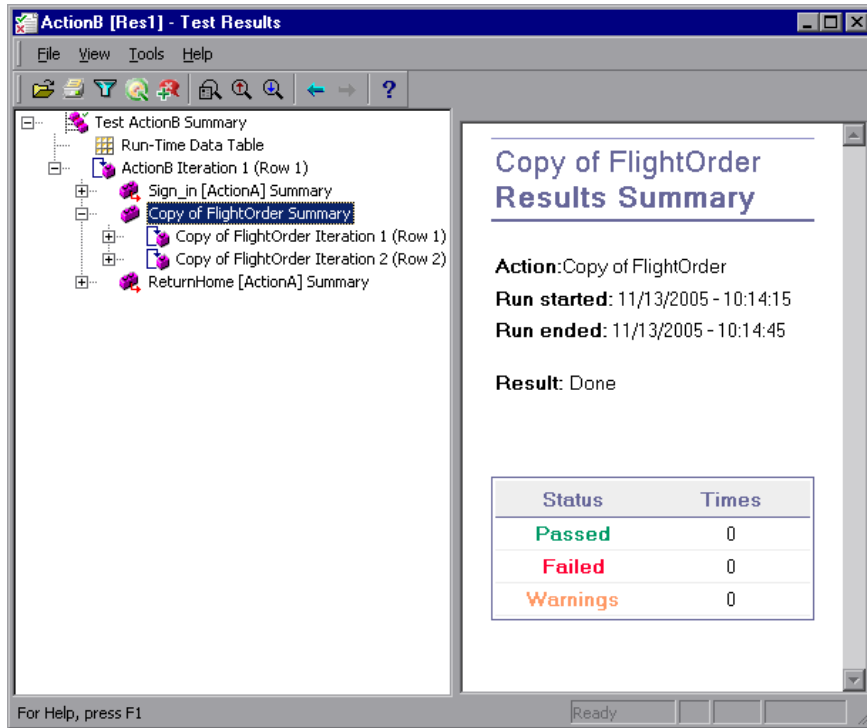 ActionB [Res1] - Test Results
File View Tools Help
?
Test ActionB Summary
Run-Time Data Table
ActionB Iteration 1 (Row 1)
Sign_in [ActionA] Summary
Copy of FlightOrder Summary
Copy of FlightOrder Iteration 1 (Row 1)
Copy of FlightOrder Iteration 2 (Row 2)
ReturnHome [ActionA] Summary
Copy of FlightOrder
Results Summary
Action:Copy of FlightOrder
Run started: 11/13/2005 - 10:14:15
Run ended: 11/13/2005 - 10:14:45
Result: Done
Status Times
Passed 0
Failed 0
Warnings 0
For Help, press F1
Ready